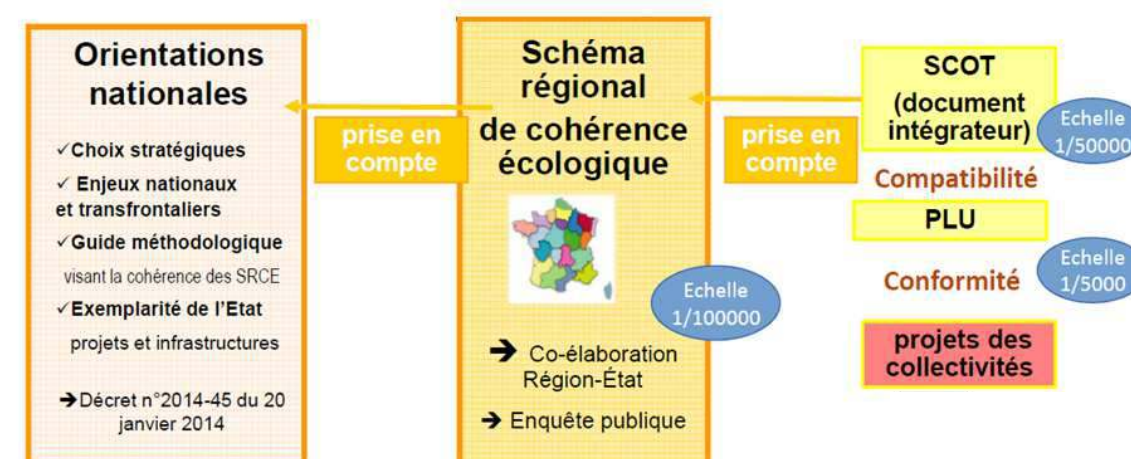 Orientations
nationales
✓Choix stratégiques
✓ Enjeux nationaux
et transfrontaliers
✓Guide méthodologique
visant la cohérence des SRCE
✓Exemplarité de l'Etat
projets et infrastructures
➔Décret n°2014-45 du 20
janvier 2014
prise en
compte
Schéma
régional
de cohérence
écologique
Echelle
1/100000
➔ Co-élaboration
Région-État
➔ Enquête publique
prise en
compte
SCOT
(document
intégrateur)
Echelle
1/50000
Compatibilité
PLU
Conformité
Echelle
1/5000
projets des
collectivités